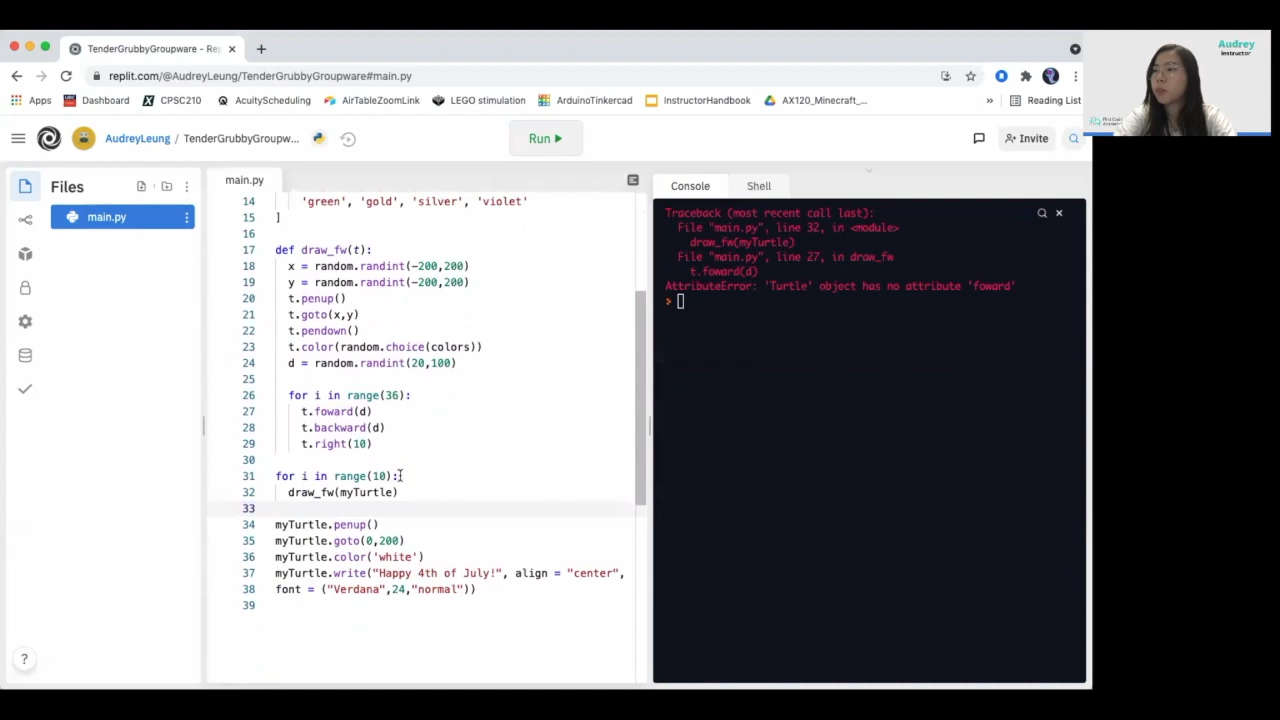 TenderGrubbyGroupware - Rep
Audrey
Instructor
replit.com/@AudreyLeung/TenderGrubbyGroupware#main.py
Apps
Dashboard
CPSC210
AcuityScheduling
AirTableZoomLink
LEGO stimulation
ArduinoTinkercad
InstructorHandbook
AX120_Minecraft_...
»
Reading List
AudreyLeung / TenderGrubbyGroupw...
Run
Invite
Files
main.py
main.py
14 'green', 'gold', 'silver', 'violet'
15 ]
16
17 def draw_fw(t):
18 x = random.randint(-200,200)
19 y = random.randint(-200,200)
20 t.penup()
21 t.goto(x,y)
22 t.pendown()
23 t.color(random.choice(colors))
24 d = random.randint(20,100)
25
26 for i in range(36):
27 t.foward(d)
28 t.backward(d)
29 t.right(10)
30
31 for i in range(10):
32 draw_fw(myTurtle)
33
34 myTurtle.penup()
35 myTurtle.goto(0,200)
36 myTurtle.color('white')
37 myTurtle.write("Happy 4th of July!", align = "center",
38 font = ("Verdana",24,"normal"))
39
Console
Shell
Traceback (most recent call last):
File "main.py", line 32, in <module>
draw_fw(myTurtle)
File "main.py", line 27, in draw_fw
t.foward(d)
AttributeError: 'Turtle' object has no attribute 'foward'
>
?